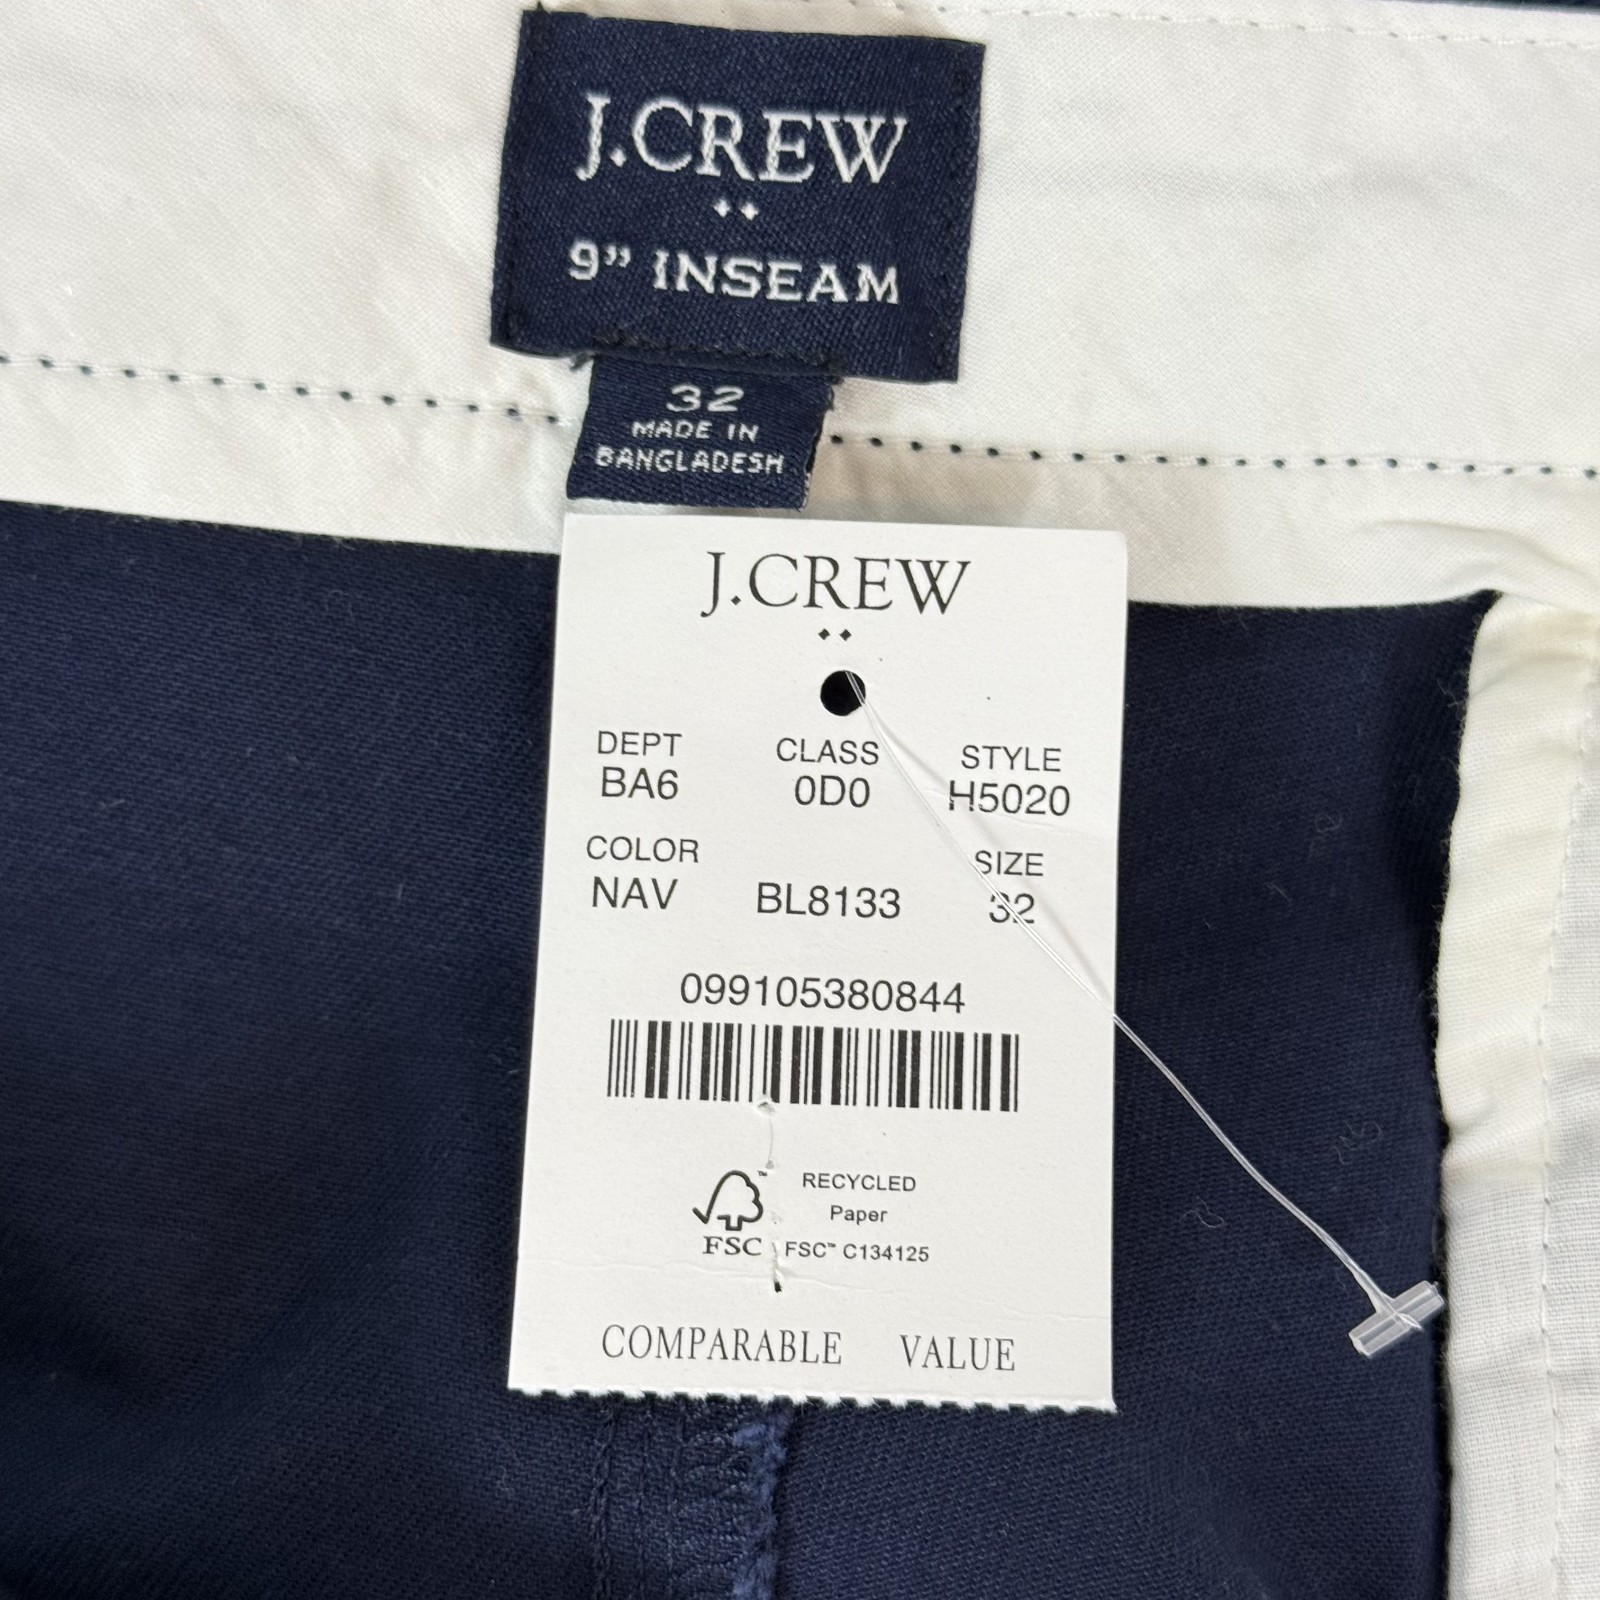 J.CREW
9” INSEAM
32
MADE IN
BANGLADESH
J.CREW
DEPT CLASS STYLE
BA6 0D0 H5020
COLOR SIZE
NAV BL8133 32
099105380844
RECYCLED
Paper
FSC FSC™ C134125
COMPARABLE VALUE